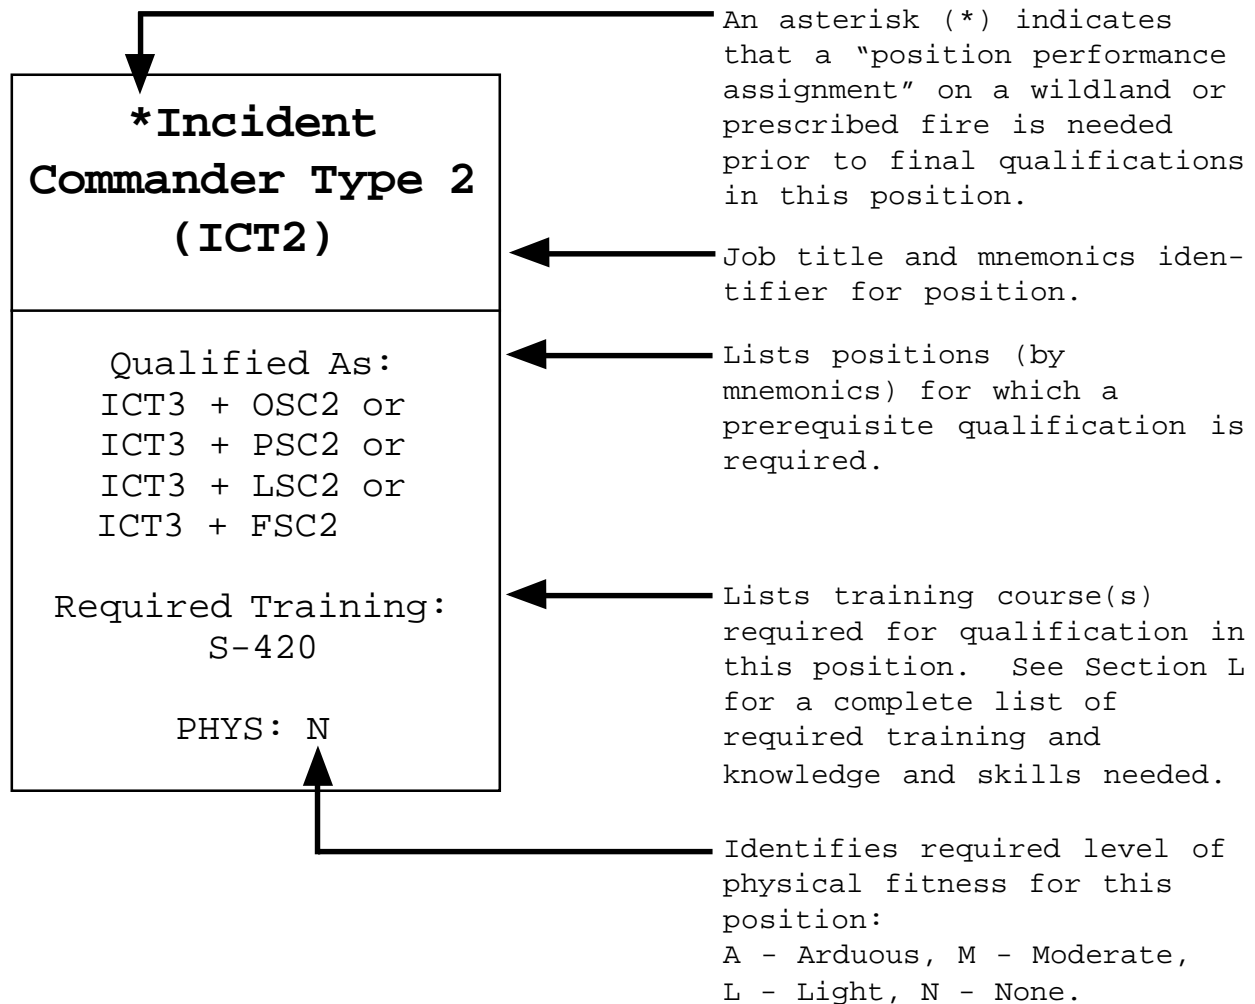 *Incident
Commander Type 2
(ICT2)
Qualified As:
ICT3 + OSC2 or
ICT3 + PSC2 or
ICT3 + LSC2 or
ICT3 + FSC2
Required Training:
S-420
PHYS: N
An asterisk (*) indicates
that a “position performance
assignment” on a wildland or
prescribed fire is needed
prior to final qualifications
in this position.
Job title and mnemonics iden-
tifier for position.
Lists positions (by
mnemonics) for which a
prerequisite qualification is
required.
Lists training course(s)
required for qualification in
this position.  See Section L
for a complete list of
required training and
knowledge and skills needed.
Identifies required level of
physical fitness for this
position:
A - Arduous, M - Moderate,
L - Light, N - None.